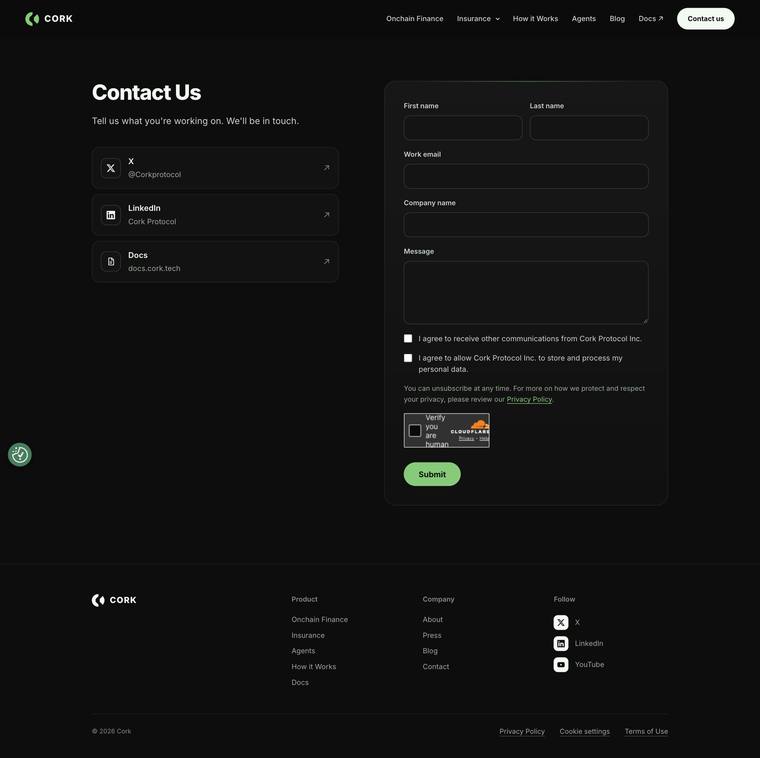 CORK
Onchain Finance
Insurance
How it Works
Agents
Blog
Docs ↗
Contact us
Contact Us
Tell us what you're working on. We'll be in touch.
X
@Corkprotocol
LinkedIn
Cork Protocol
Docs
docs.cork.tech
First name
Last name
Work email
Company name
Message
I agree to receive other communications from Cork Protocol Inc.
I agree to allow Cork Protocol Inc. to store and process my
personal data.
You can unsubscribe at any time. For more on how we protect and respect
your privacy, please review our Privacy Policy.
Verify
you
are
human
CLOUDFLARE
Privacy • Help
Submit
CORK
Product
Onchain Finance
Insurance
Agents
How it Works
Docs
Company
About
Press
Blog
Contact
Follow
X
LinkedIn
YouTube
© 2026 Cork
Privacy Policy
Cookie settings
Terms of Use